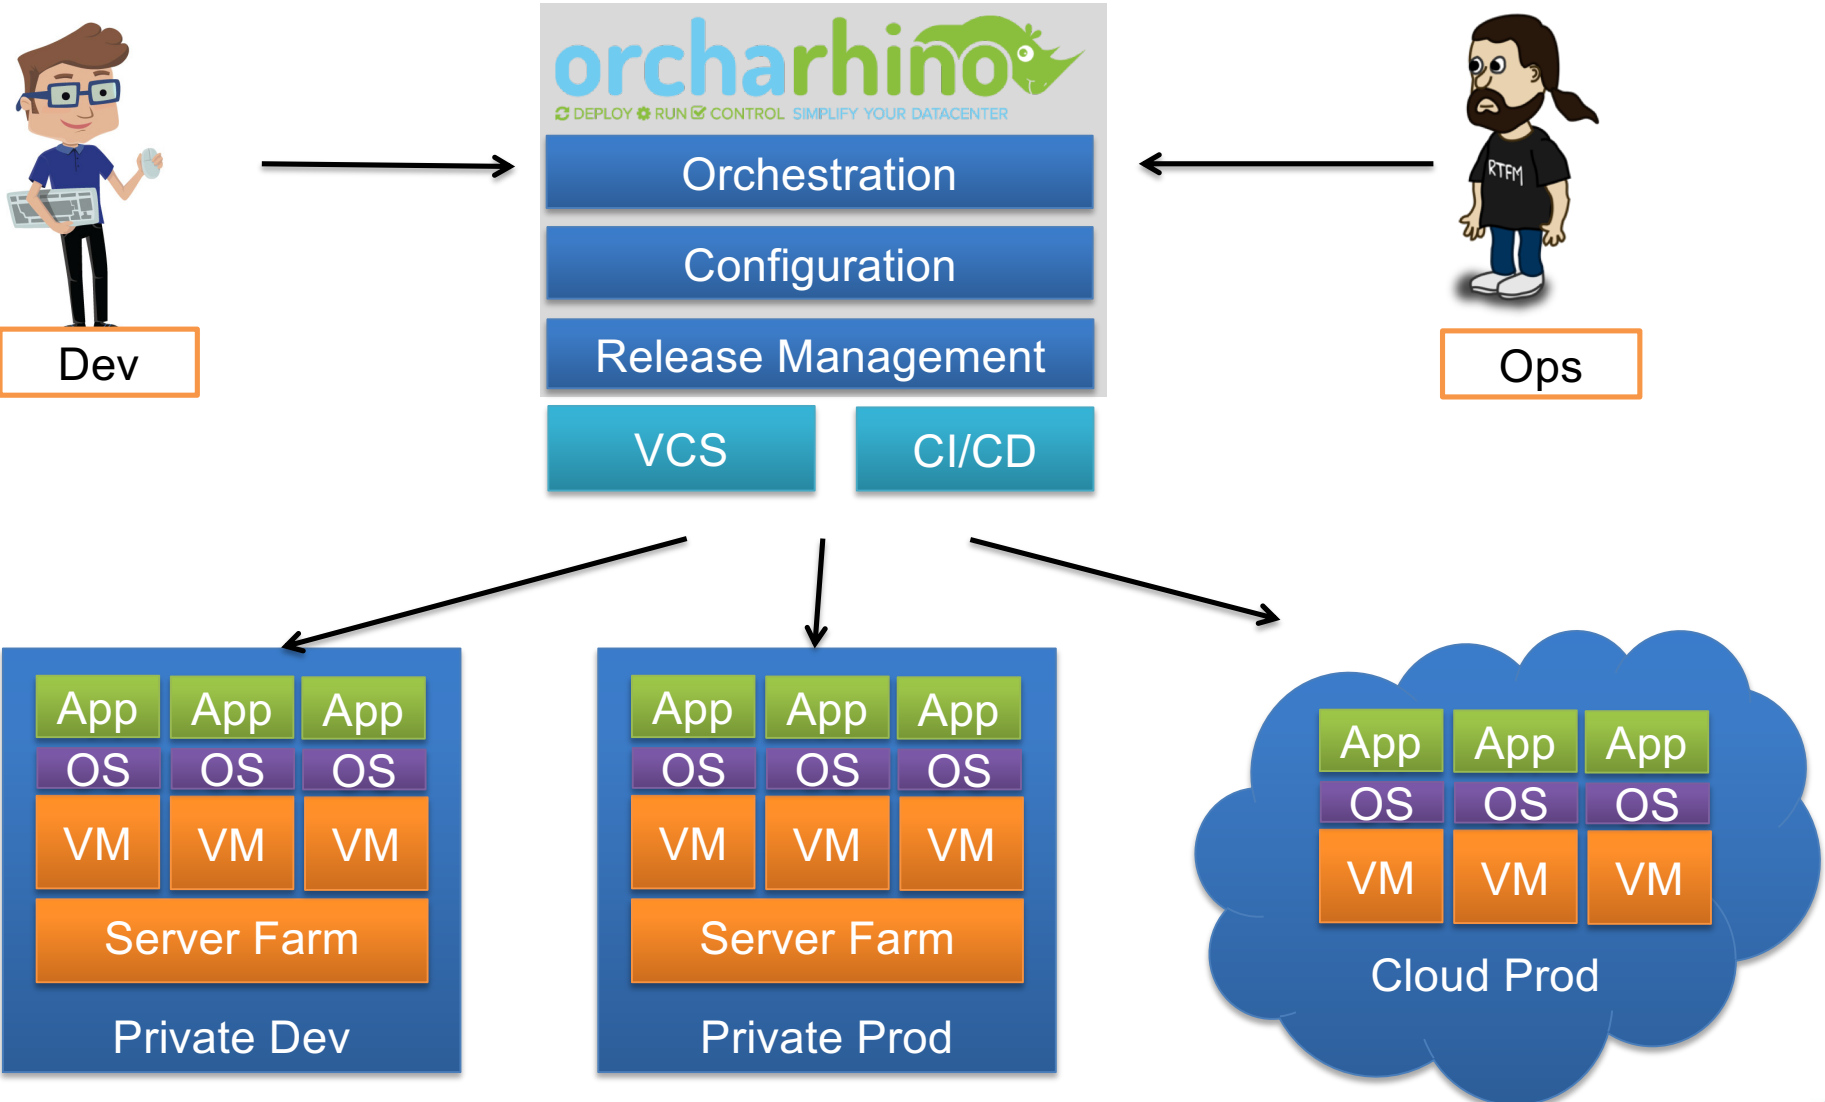 orcharhino
DEPLOY RUN CONTROL SIMPLIFY YOUR DATACENTER
Orchestration
Configuration
Release Management
RTFM
Dev
Ops
VCS CI/CD
App App App
OS OS OS
VM VM VM
Server Farm
Private Dev
App App App
OS OS OS
VM VM VM
Server Farm
Private Prod
App App App
OS OS OS
VM VM VM
Cloud Prod